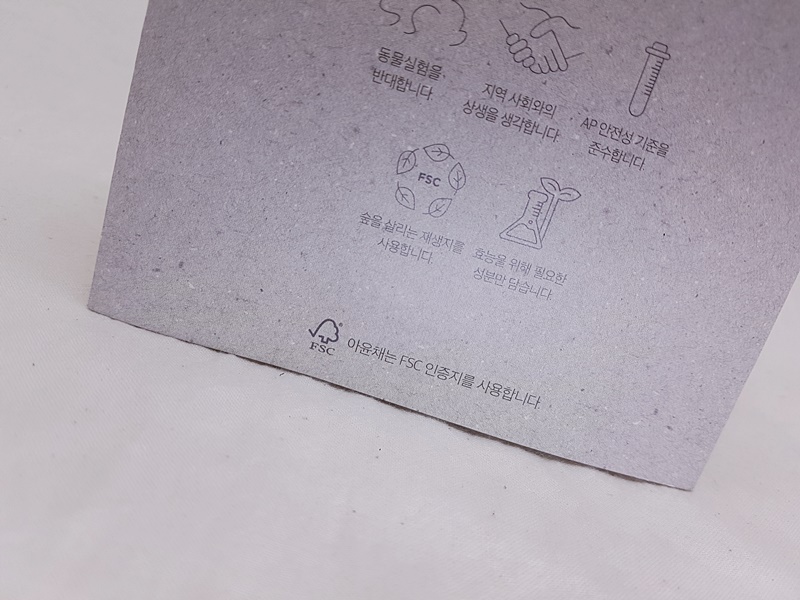 동물실험을
반대합니다.
지역 사회와의
상생을 생각합니다.
AP 안전성 기준을
준수합니다.
FSC
숲을 살리는 재생지를
사용합니다.
효능을 위해 필요한
성분만 담습니다.
FSC
아윤채는 FSC 인증지를 사용합니다.